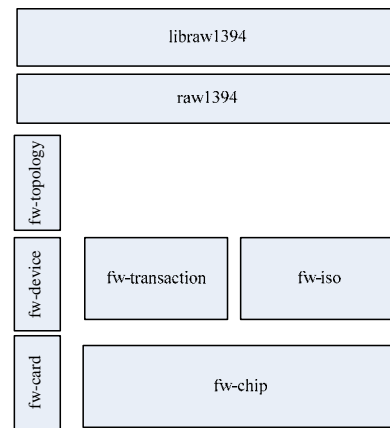 libraw1394
raw1394
fw-topology
fw-device
fw-transaction
fw-iso
fw-card
fw-chip